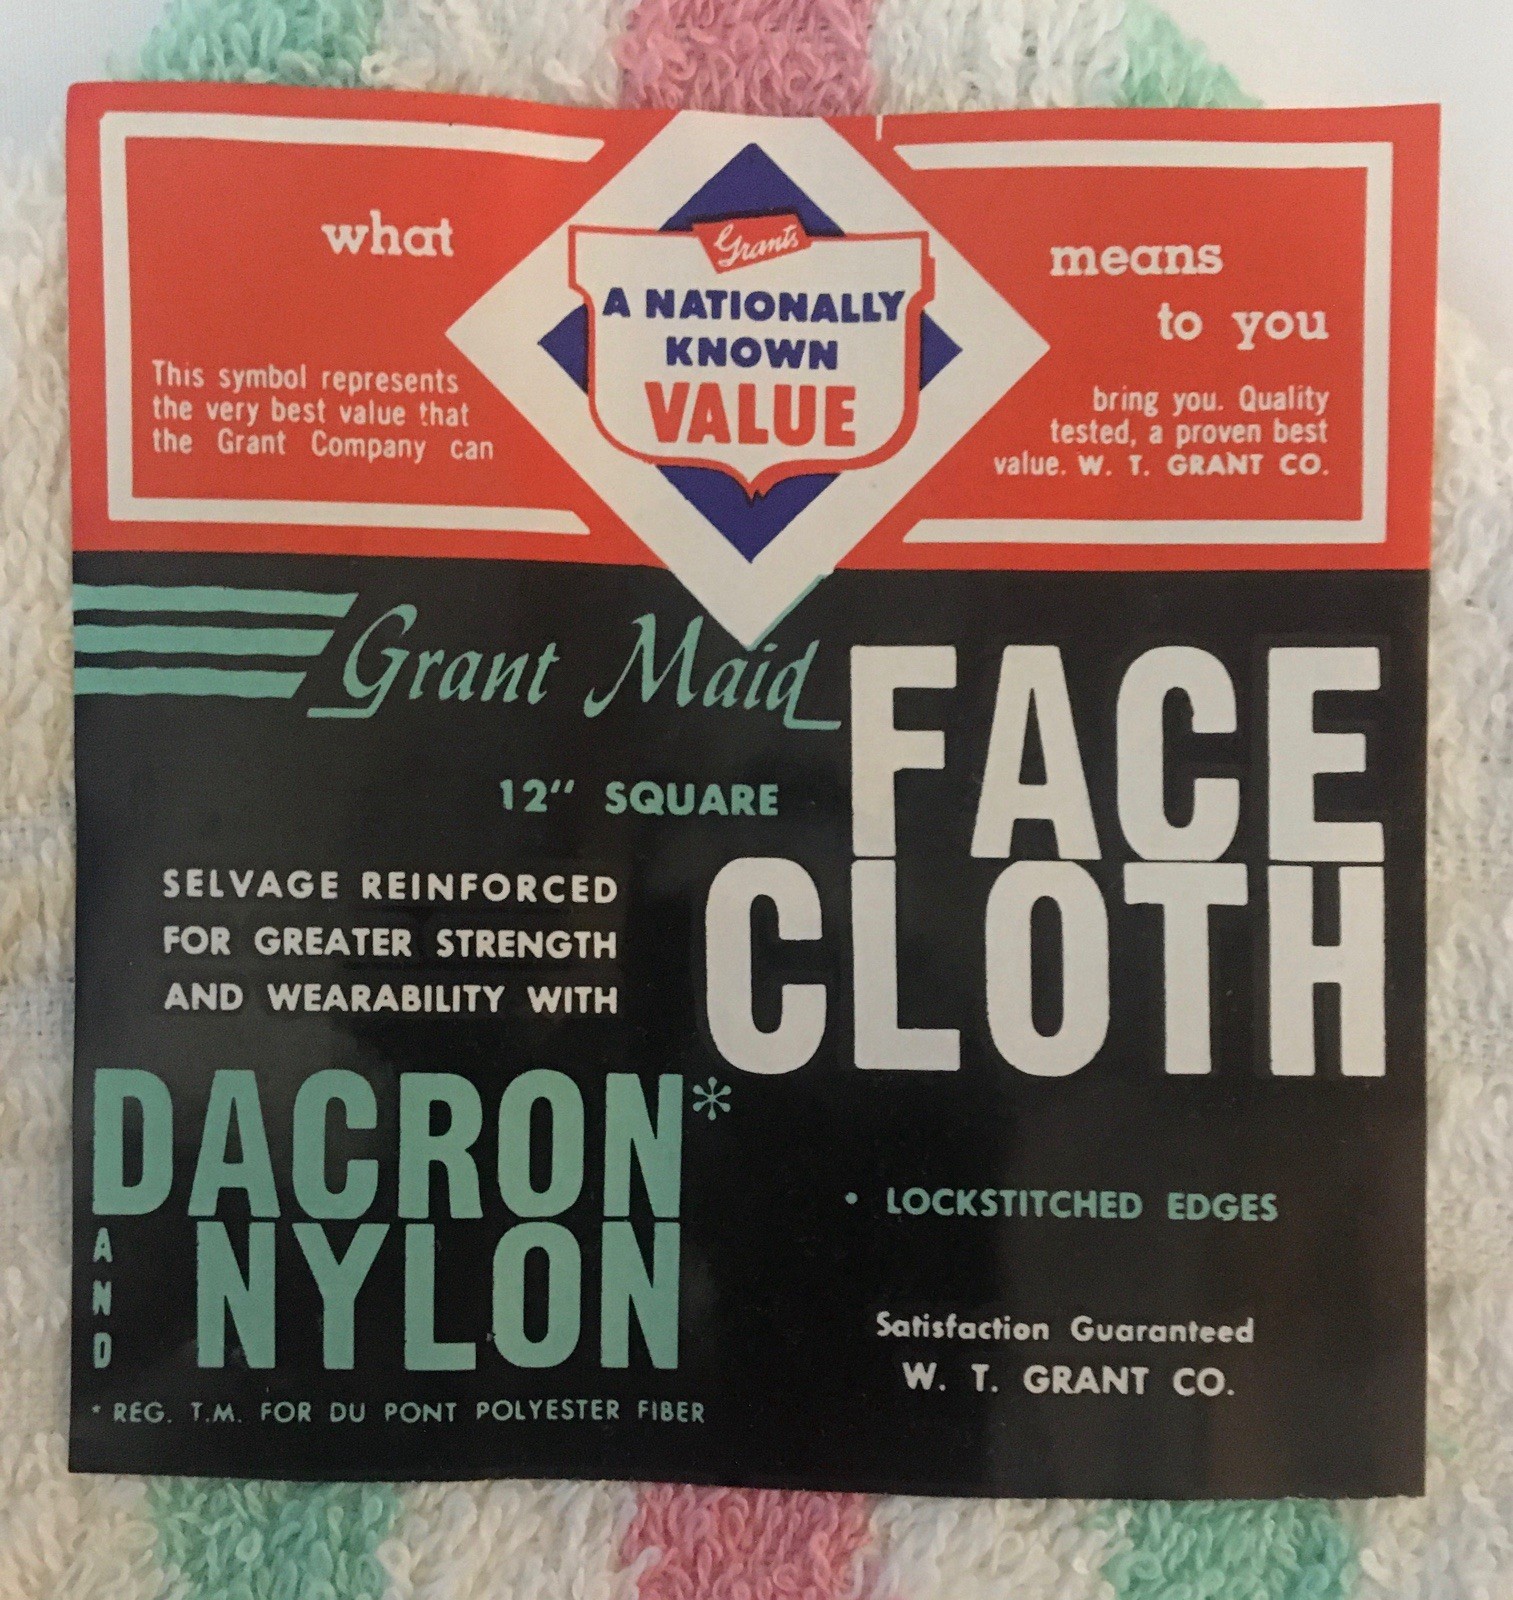 what
Grants
A NATIONALLY
KNOWN
VALUE
means
to you
This symbol represents
the very best value that
the Grant Company can
bring you. Quality
tested, a proven best
value. W. T. GRANT CO.
Grant Maid
FACE
CLOTH
12" SQUARE
SELVAGE REINFORCED
FOR GREATER STRENGTH
AND WEARABILITY WITH
DACRON*
AND
NYLON
* REG. T.M. FOR DU PONT POLYESTER FIBER
• LOCKSTITCHED EDGES
Satisfaction Guaranteed
W. T. GRANT CO.